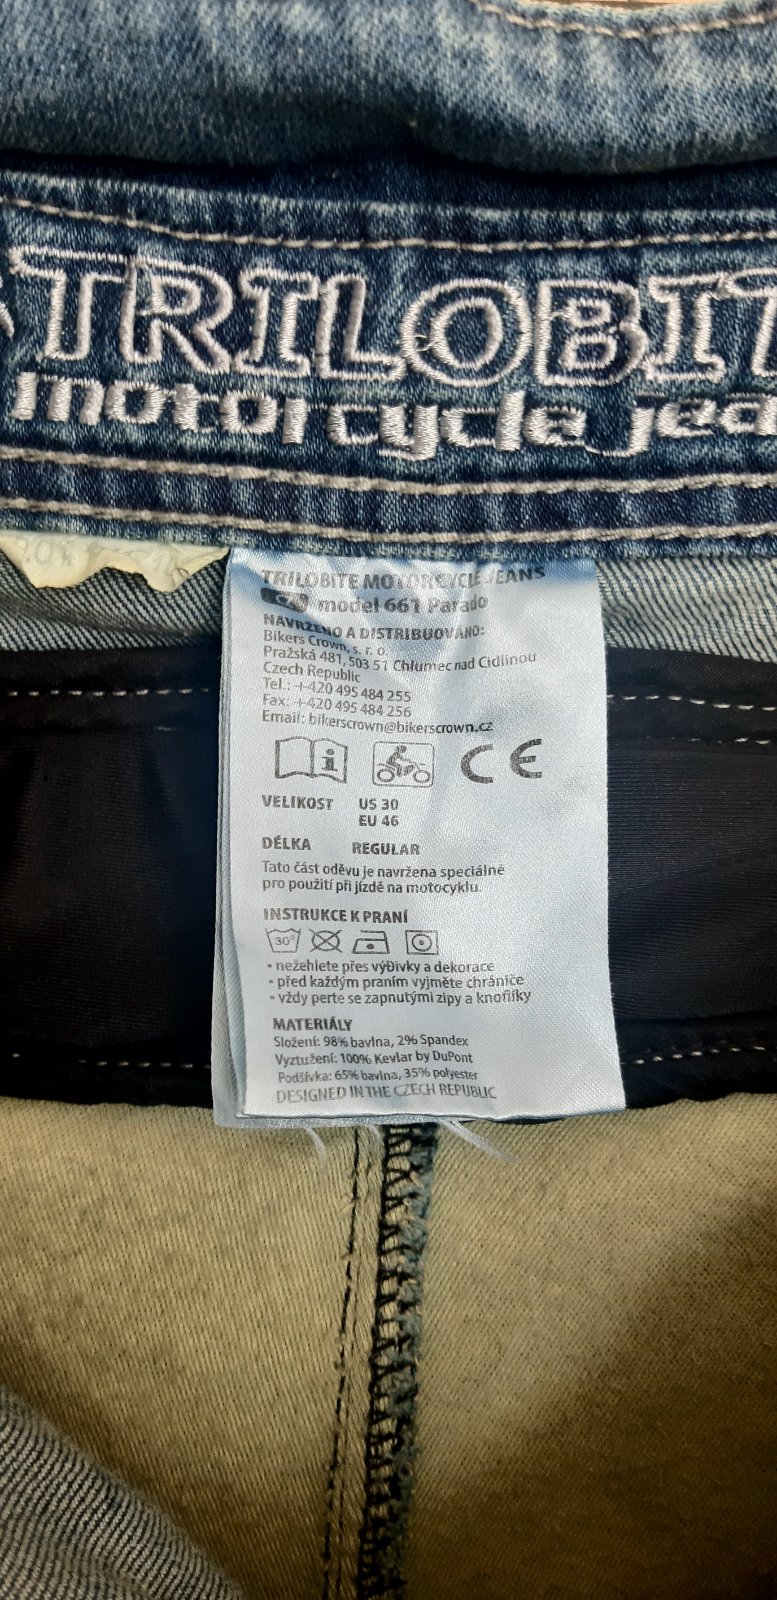 TRILOBIT
motorcycle jea
TRILOBITE MOTORCYCLE JEANS
CZ model 661 Parado
NAVRŽENO A DISTRIBUOVÁNO:
Bikers Crown, s. r. o.
Pražská 481, 503 51 Chlumec nad Cidlinou
Czech Republic
Tel.: ++420 495 484 255
Fax: ++420 495 484 256
Email: bikerscrown@bikerscrown.cz
i CE
VELIKOST US 30
EU 46
DÉLKA REGULAR
Tato část oděvu je navržena speciálně
pro použití při jízdě na motocyklu.
INSTRUKCE K PRANÍ
30°
• nežehlete přes výÐivky a dekorace
• před každým praním vyjměte chrániče
• vždy perte se zapnutými zipy a knoflíky
MATERIÁLY
Složení: 98% bavlna, 2% Spandex
Vyztužení: 100% Kevlar by DuPont
Podšívka: 65% bavlna, 35% polyester
DESIGNED IN THE CZECH REPUBLIC